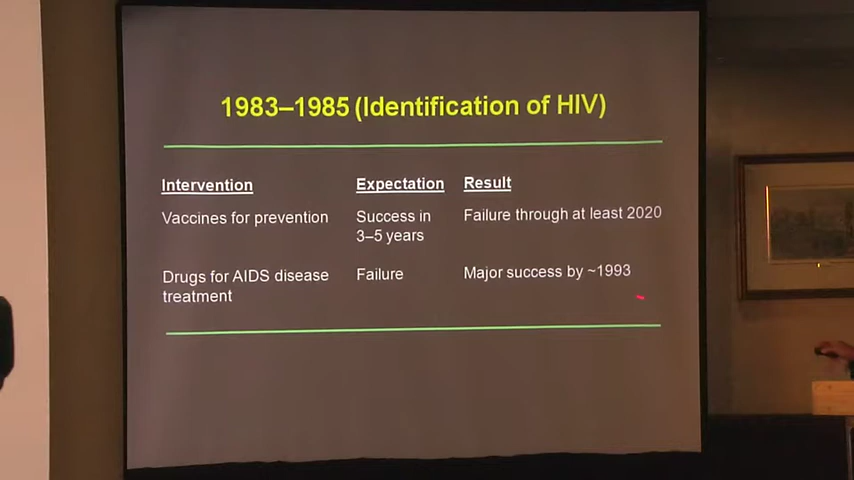 1983–1985 (Identification of HIV)
Intervention Expectation Result
Vaccines for prevention Success in Failure through at least 2020
3–5 years
Drugs for AIDS disease Failure Major success by ~1993
treatment